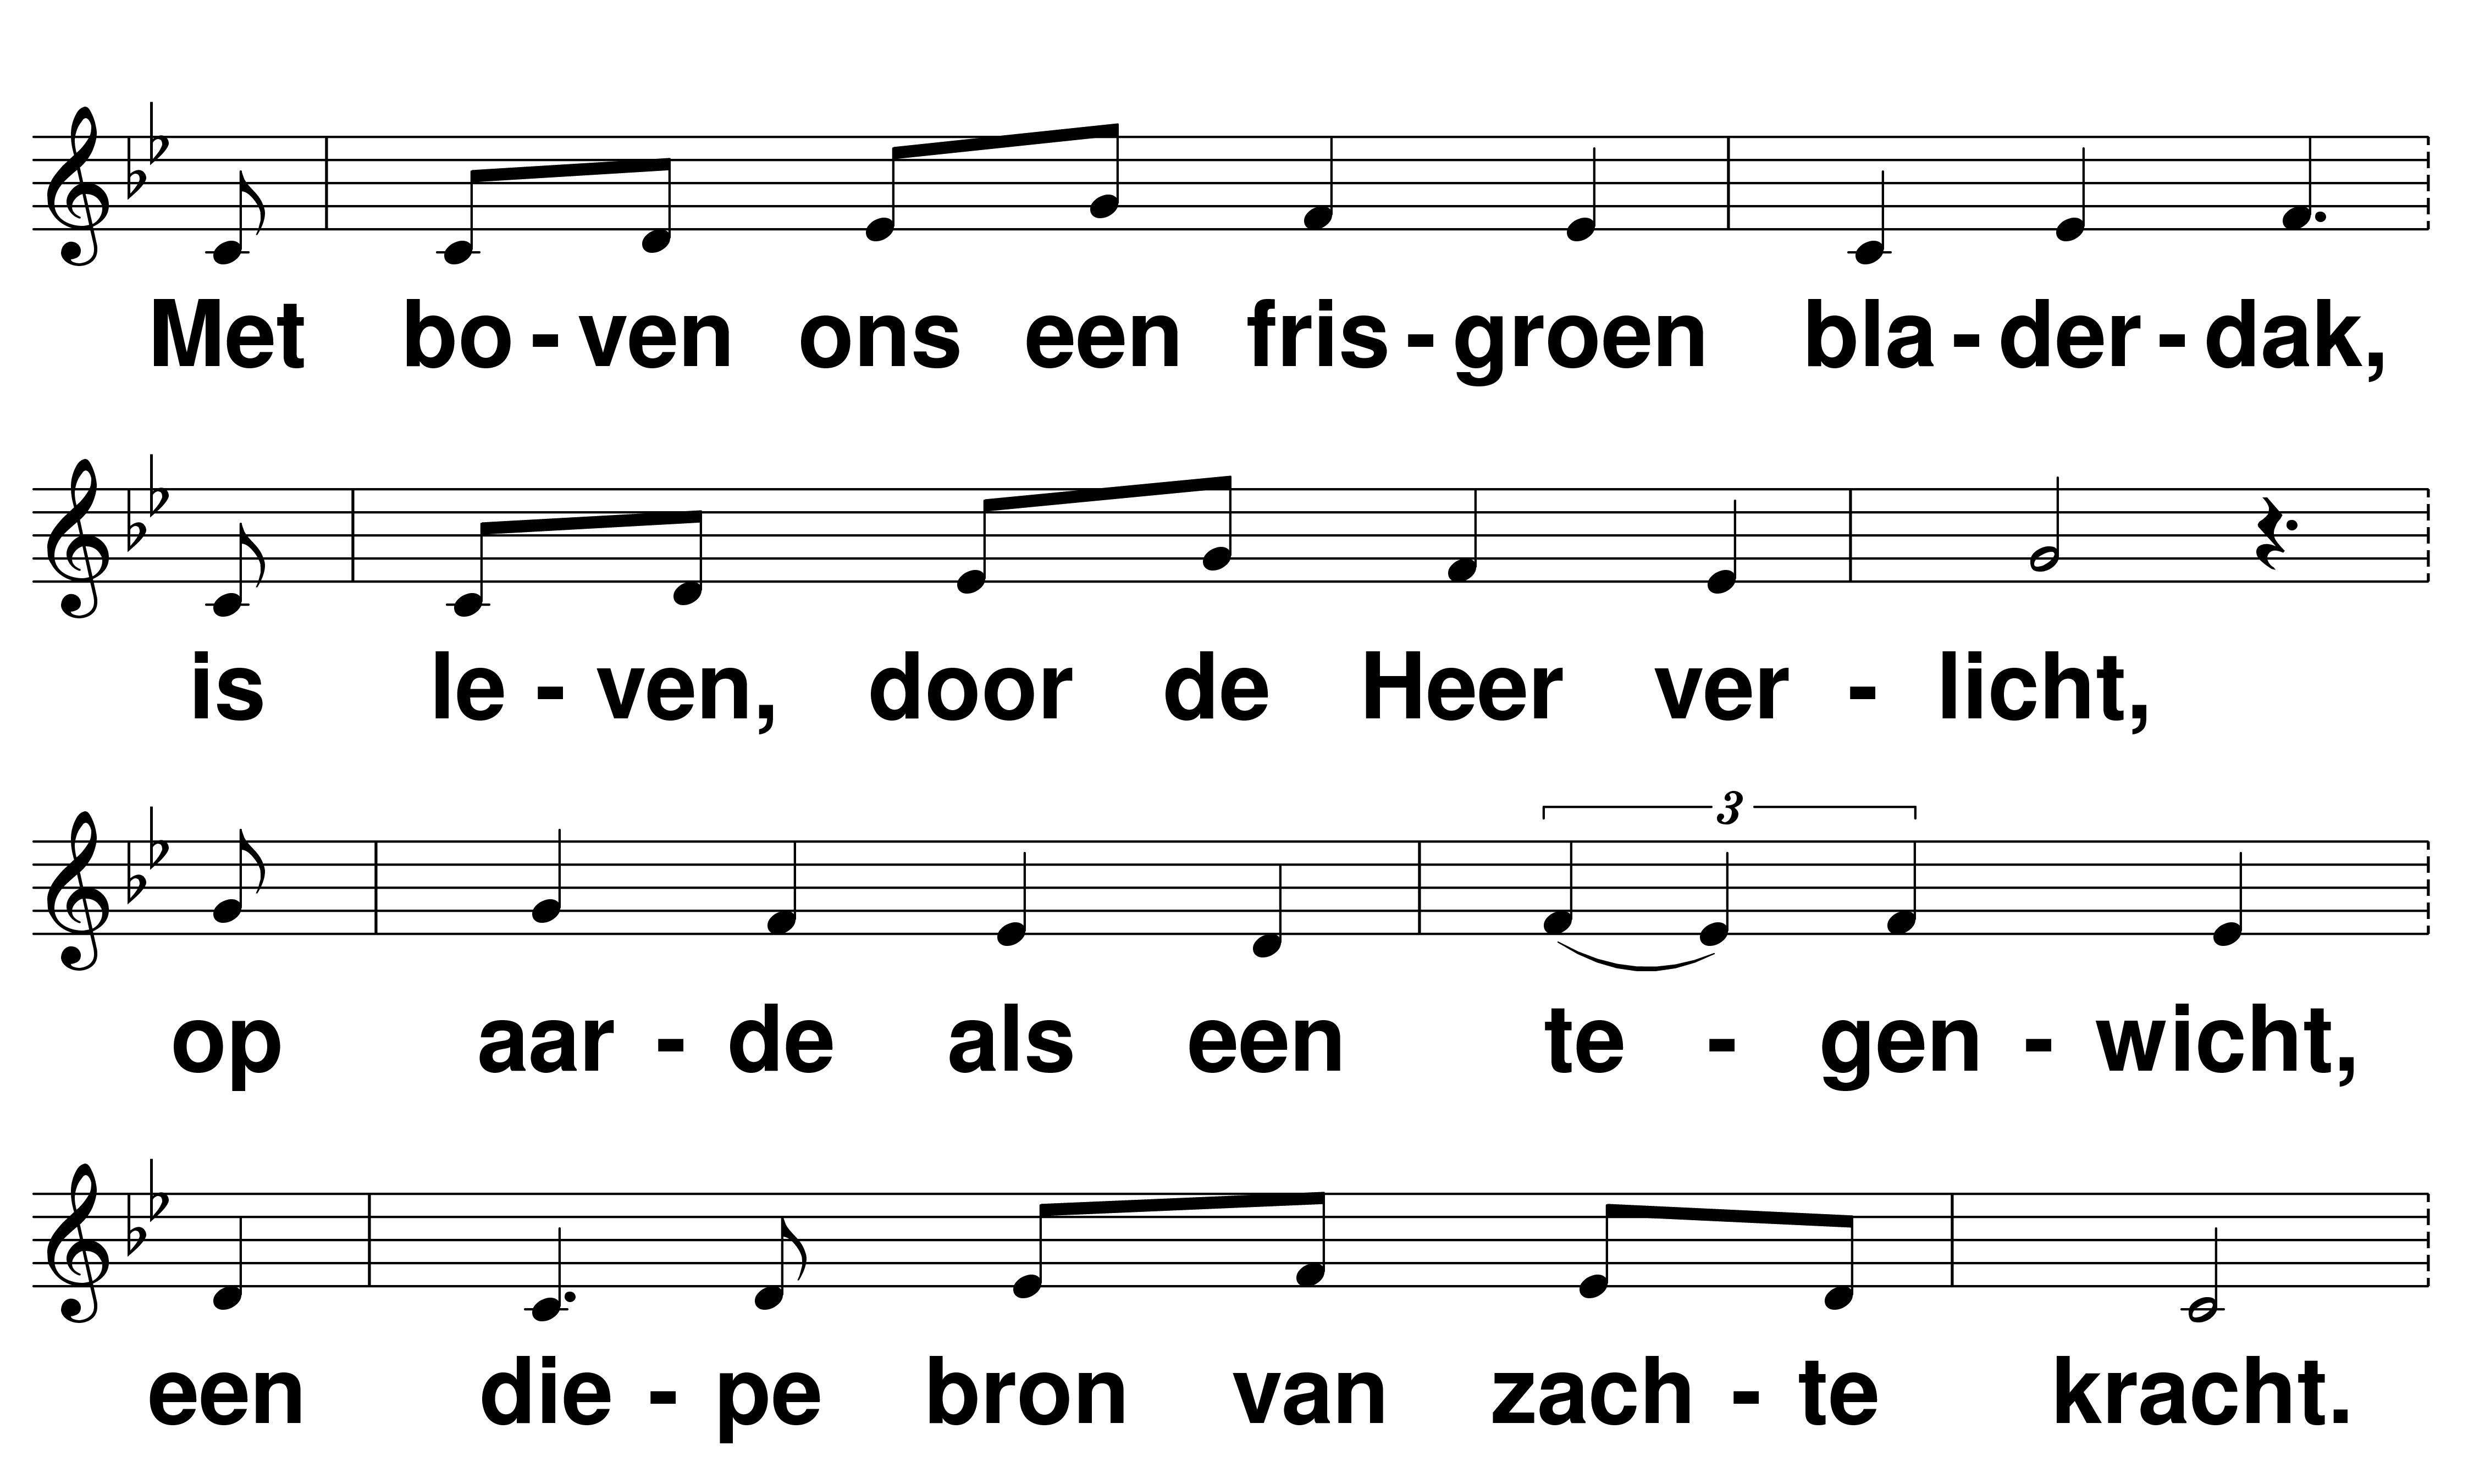 Met bo-ven ons een fris-groen bla-der-dak,
is le-ven, door de Heer ver-licht,
3
op aar-de als een te-gen-wicht,
een die-pe bron van zach-te kracht.